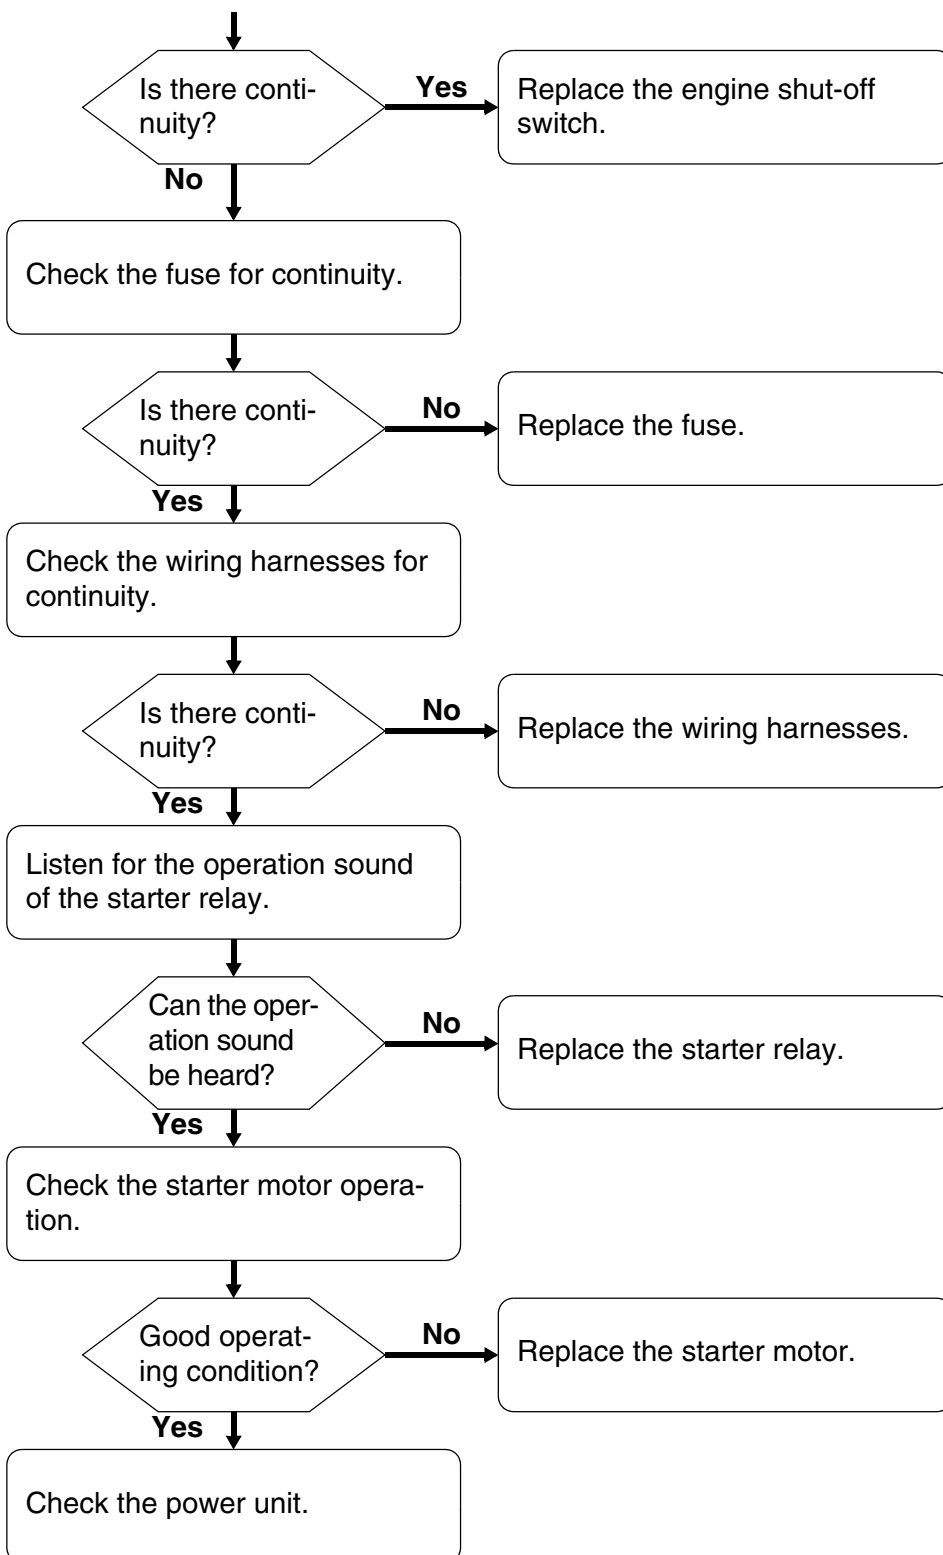 Is there conti-
nuity?
Yes
Replace the engine shut-off
switch.
No
Check the fuse for continuity.
Is there conti-
nuity?
No
Replace the fuse.
Yes
Check the wiring harnesses for
continuity.
Is there conti-
nuity?
No
Replace the wiring harnesses.
Yes
Listen for the operation sound
of the starter relay.
Can the oper-
ation sound
be heard?
No
Replace the starter relay.
Yes
Check the starter motor opera-
tion.
Good operat-
ing condition?
No
Replace the starter motor.
Yes
Check the power unit.